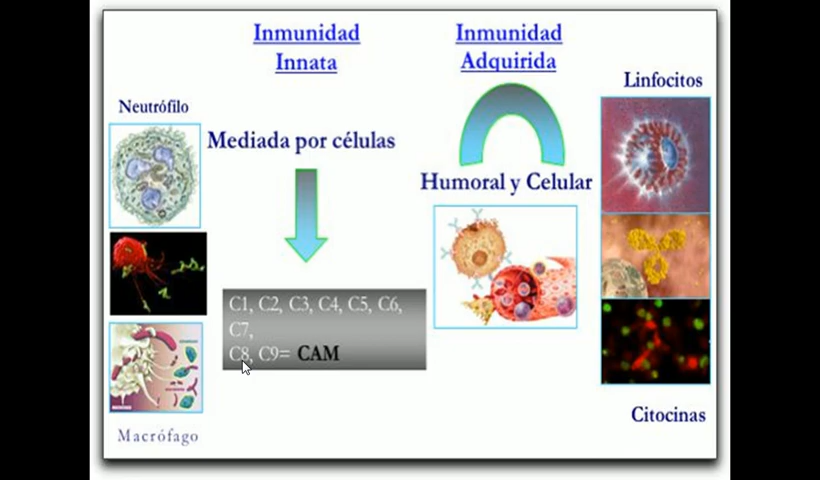 Inmunidad
Innata
Inmunidad
Adquirida
Linfocitos
Neutrófilo
Mediada por células
Humoral y Celular
C1, C2, C3, C4, C5, C6,
C7,
C8, C9= CAM
Citocinas
Macrófago